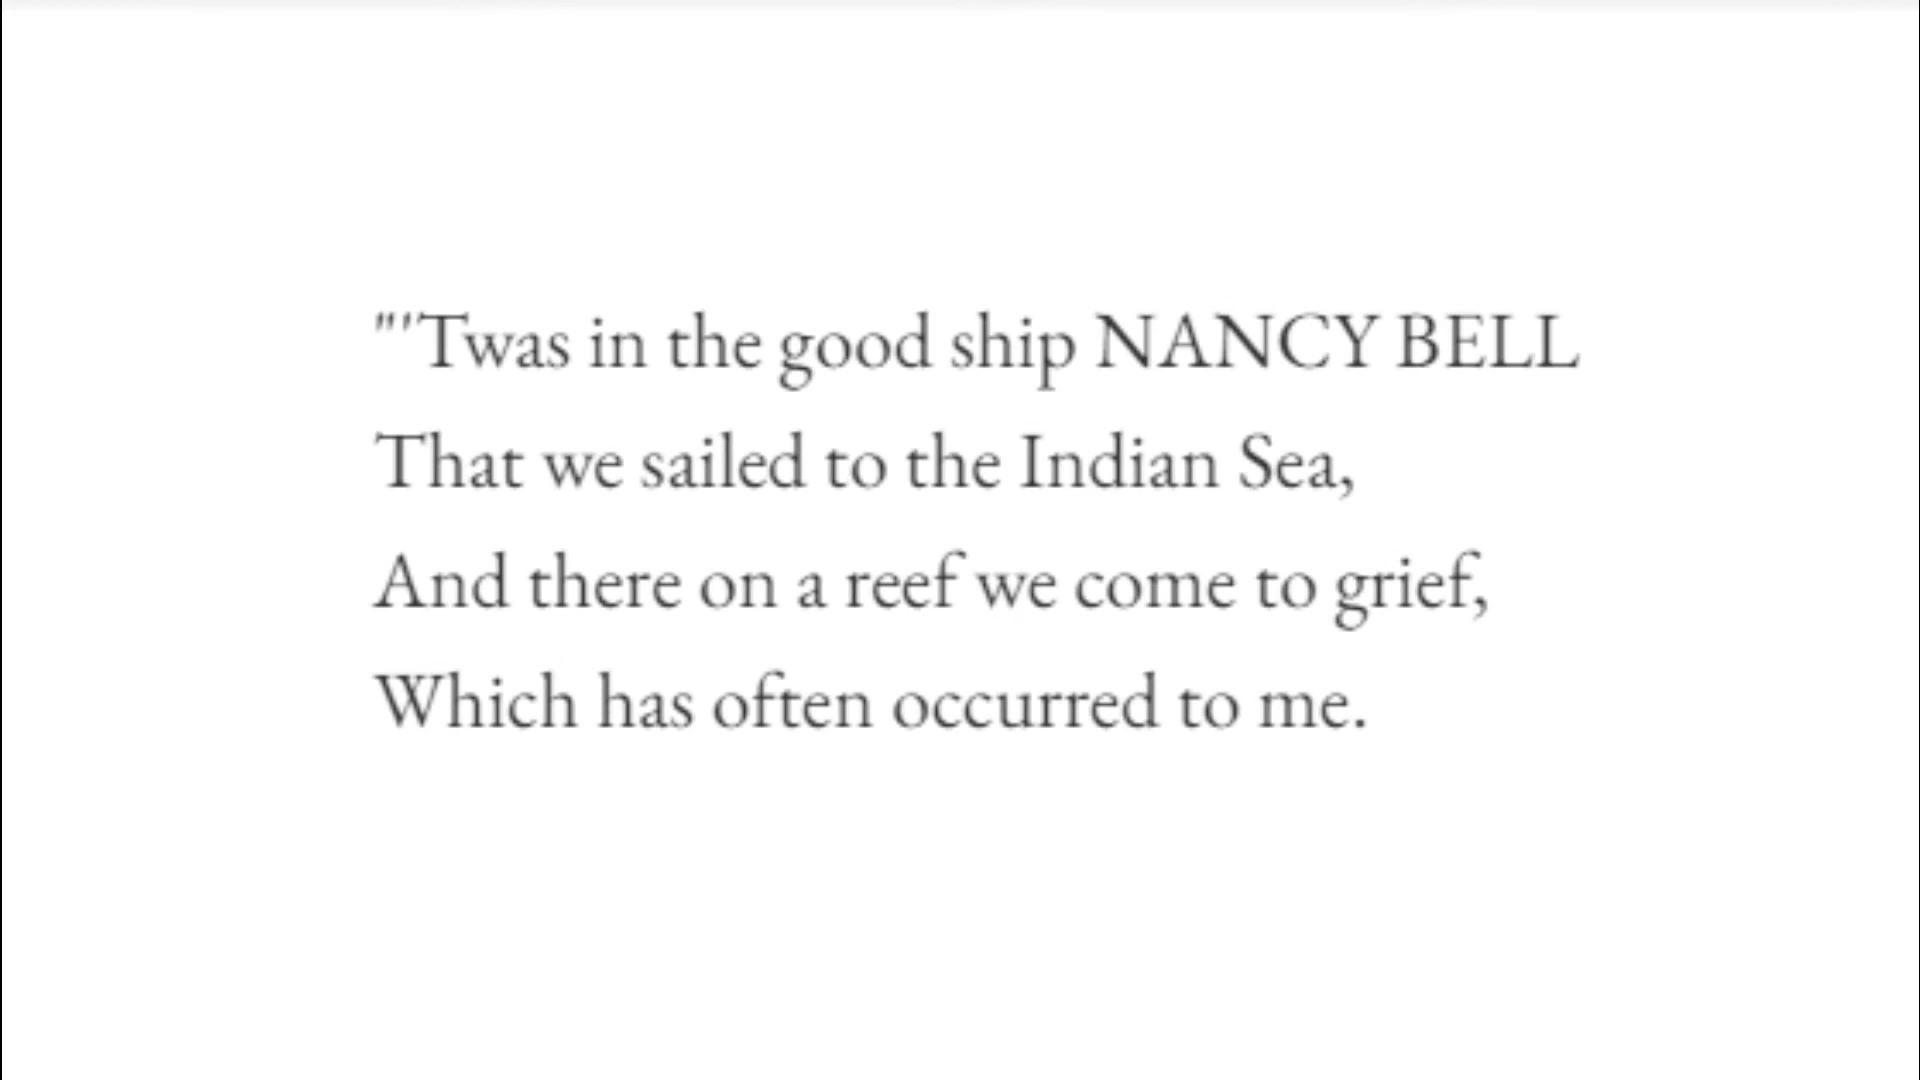 "'Twas in the good ship NANCY BELL
That we sailed to the Indian Sea,
And there on a reef we come to grief,
Which has often occurred to me.